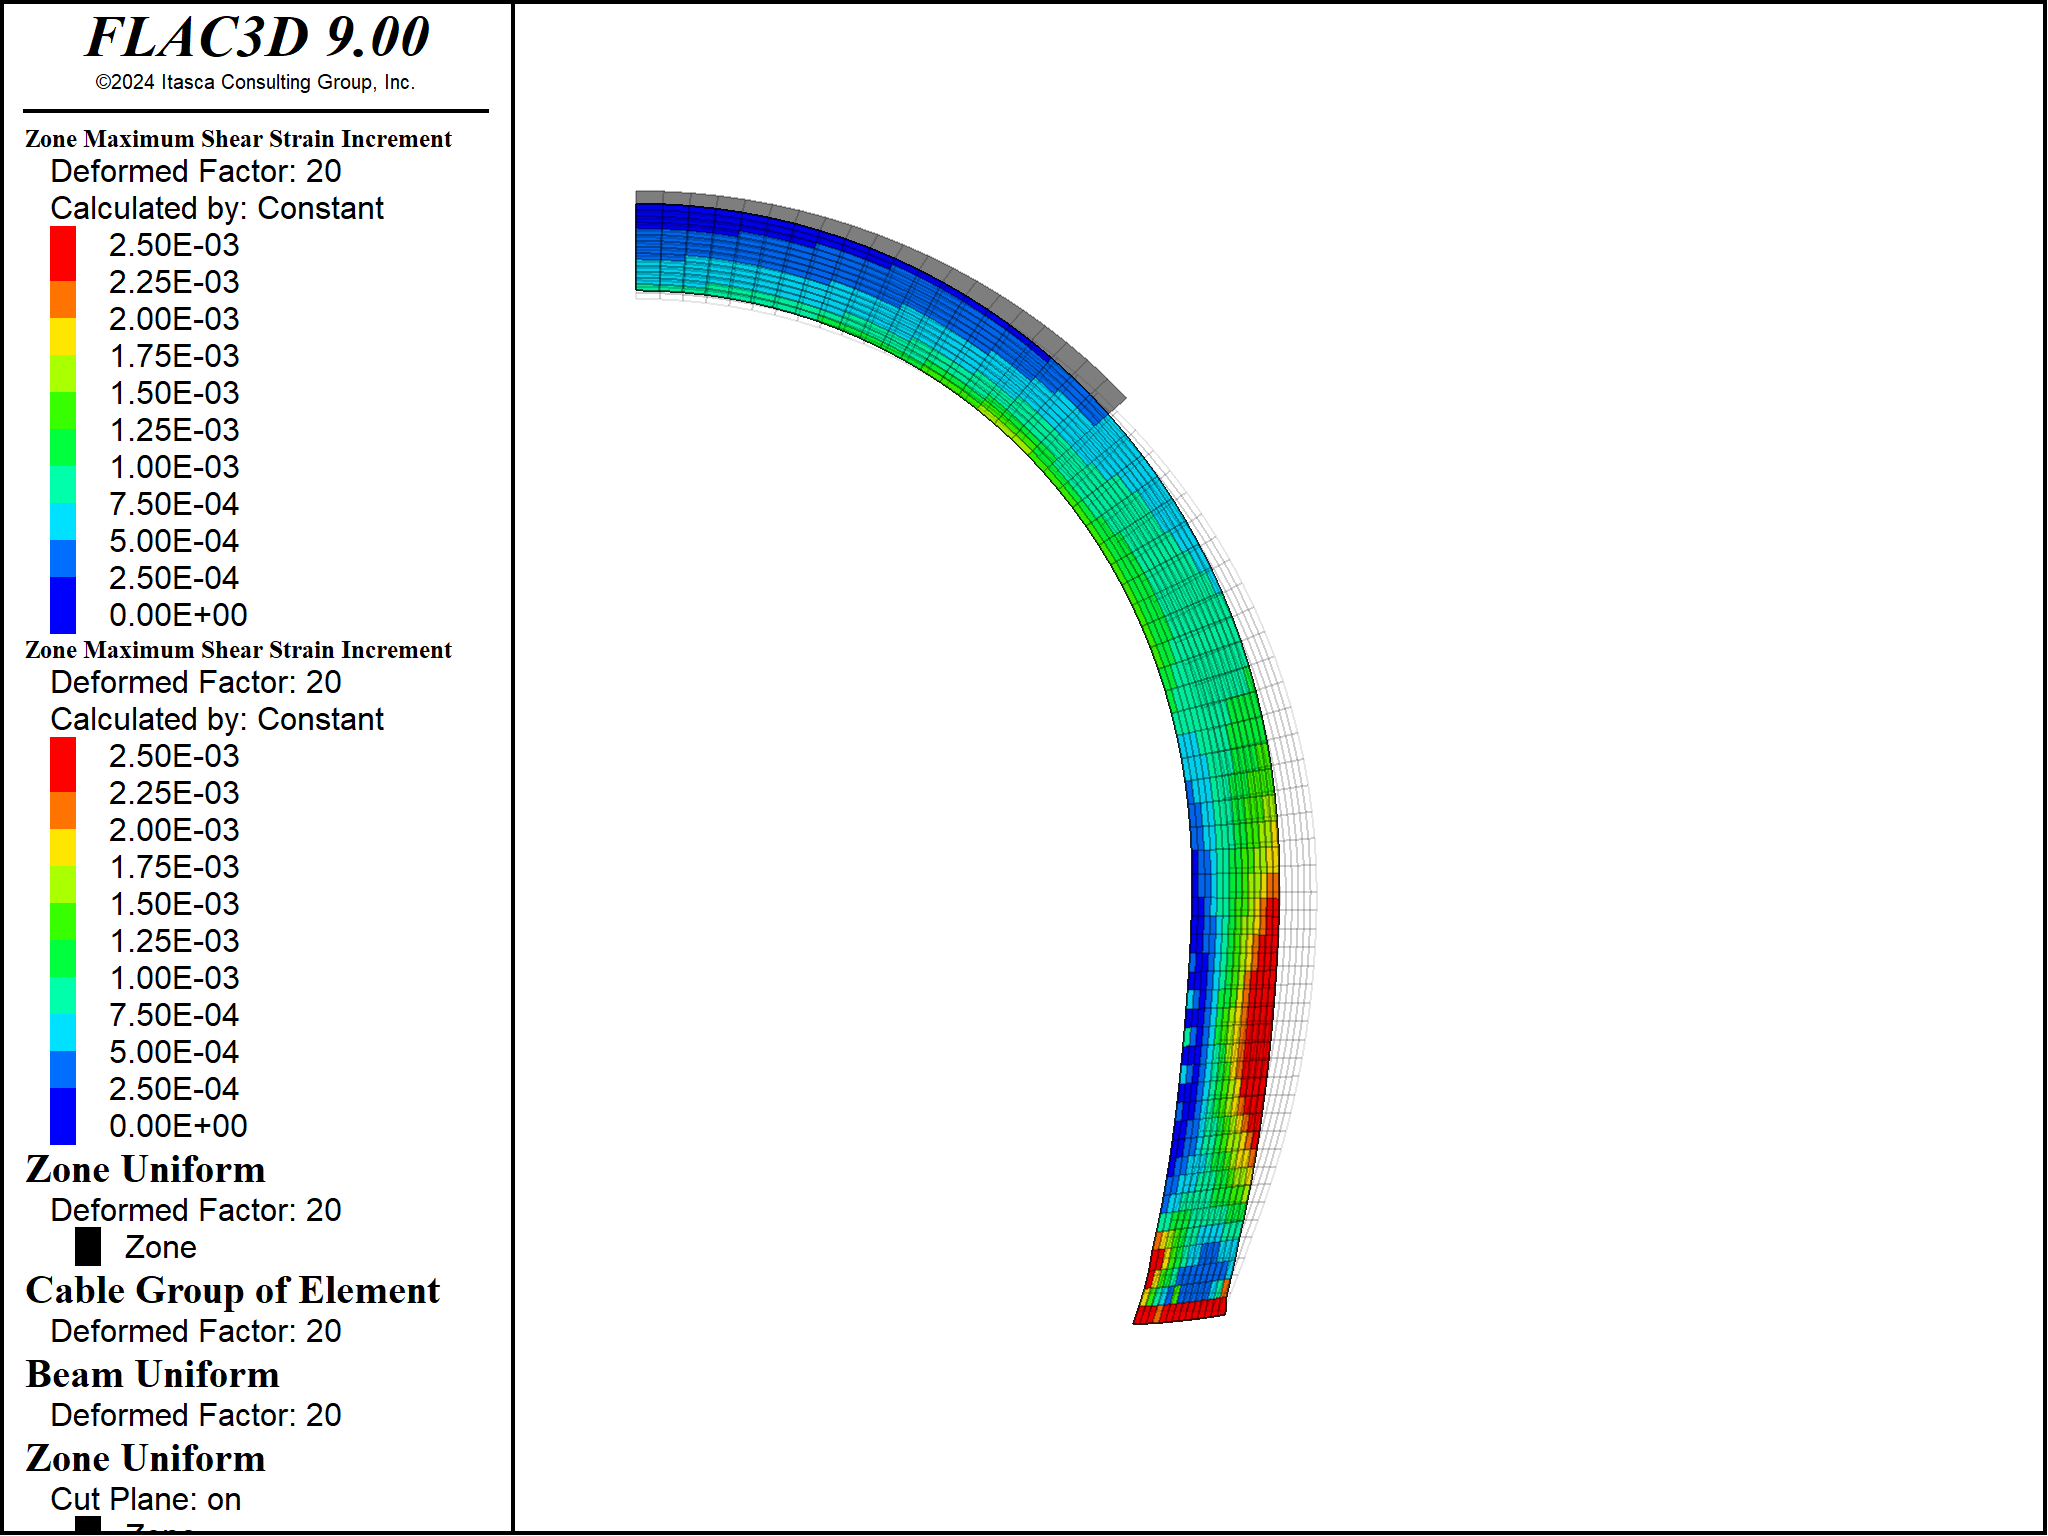 FLAC3D 9.00
©2024 Itasca Consulting Group, Inc.
Zone Maximum Shear Strain Increment
Deformed Factor: 20
Calculated by: Constant
2.50E-03
2.25E-03
2.00E-03
1.75E-03
1.50E-03
1.25E-03
1.00E-03
7.50E-04
5.00E-04
2.50E-04
0.00E+00
Zone Maximum Shear Strain Increment
Deformed Factor: 20
Calculated by: Constant
2.50E-03
2.25E-03
2.00E-03
1.75E-03
1.50E-03
1.25E-03
1.00E-03
7.50E-04
5.00E-04
2.50E-04
0.00E+00
Zone Uniform
Deformed Factor: 20
Zone
Cable Group of Element
Deformed Factor: 20
Beam Uniform
Deformed Factor: 20
Zone Uniform
Cut Plane: on